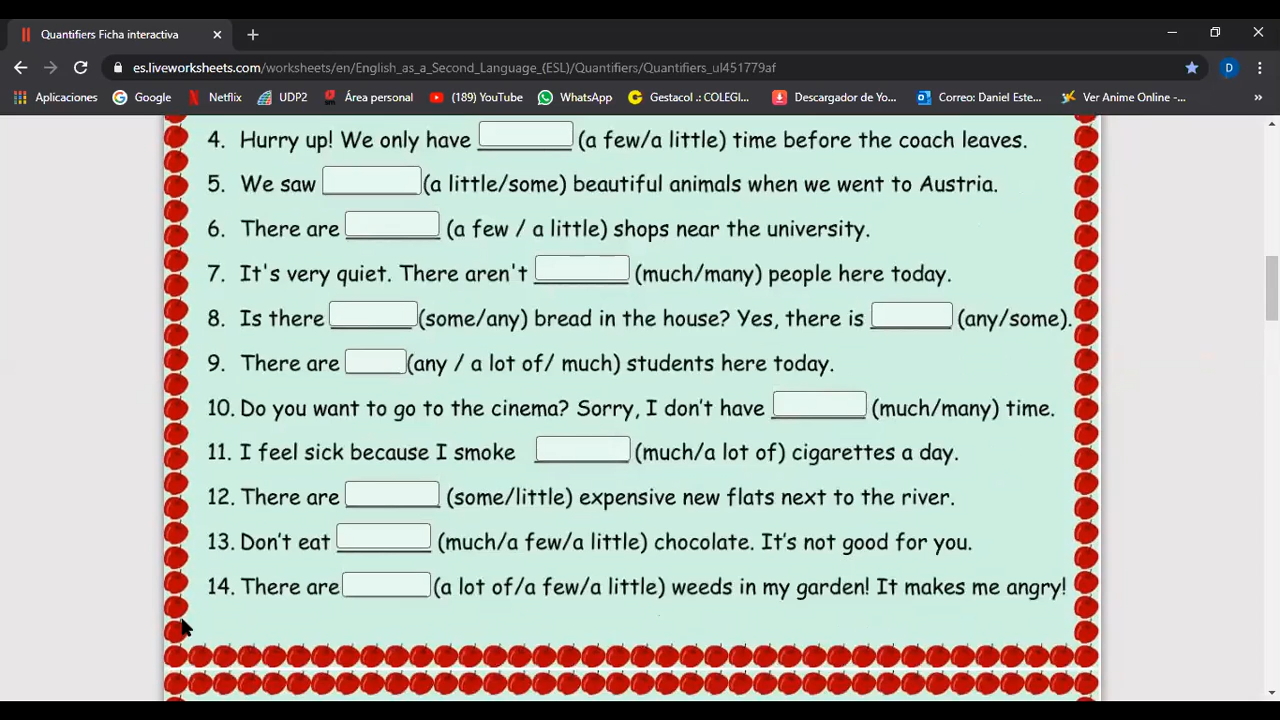 Quantifiers Ficha interactiva
es.liveworksheets.com/worksheets/en/English_as_a_Second_Language_(ESL)/Quantifiers/Quantifiers_ul451779af
D
Aplicaciones Google Netflix UDP2 Área personal (189) YouTube WhatsApp Gestacol .: COLEGI... Descargador de Yo... Correo: Daniel Este... Ver Anime Online -... »
4. Hurry up! We only have (a few/a little) time before the coach leaves.
5. We saw (a little/some) beautiful animals when we went to Austria.
6. There are (a few / a little) shops near the university.
7. It's very quiet. There aren't (much/many) people here today.
8. Is there (some/any) bread in the house? Yes, there is (any/some).
9. There are (any / a lot of/ much) students here today.
10. Do you want to go to the cinema? Sorry, I don't have (much/many) time.
11. I feel sick because I smoke (much/a lot of) cigarettes a day.
12. There are (some/little) expensive new flats next to the river.
13. Don't eat (much/a few/a little) chocolate. It's not good for you.
14. There are (a lot of/a few/a little) weeds in my garden! It makes me angry!